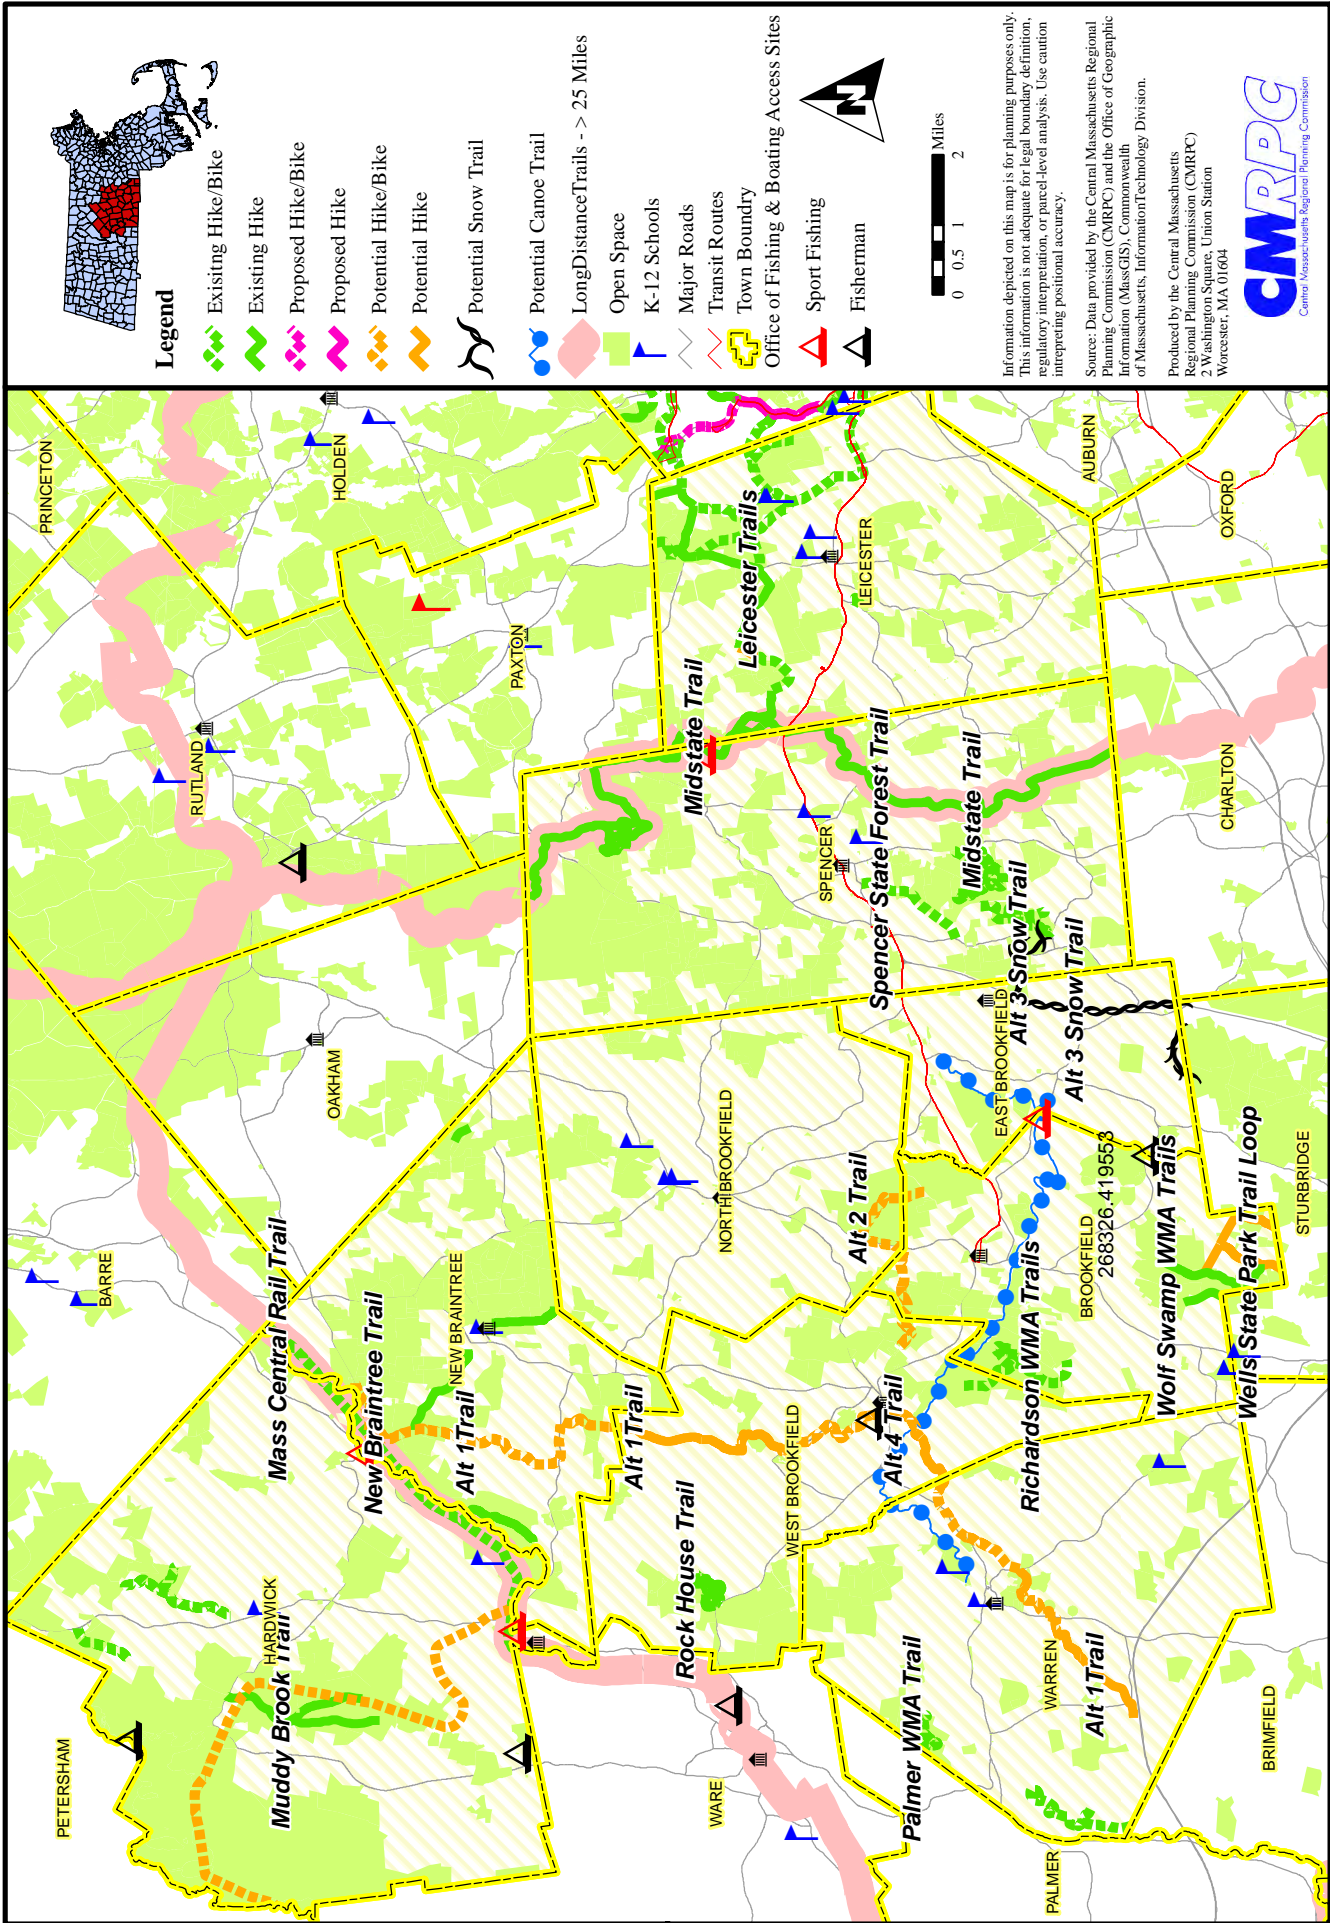 Legend
Exisitng Hike/Bike
Existing Hike
Proposed Hike/Bike
Proposed Hike
Potential Hike/Bike
Potential Hike
Potential Snow Trail
Potential Canoe Trail
LongDistanceTrails - > 25 Miles
Open Space
K-12 Schools
Major Roads
Transit Routes
Town Boundry
Office of Fishing & Boating Access Sites
Sport Fishing
Fisherman
N
Miles
0 0.5 1 2
Information depicted on this map is for planning purposes only.
This information is not adequate for legal boundary definition,
regulatory interpretation, or parcel-level analysis. Use caution
intrepreting positional accuracy.
Source: Data provided by the Central Massachusetts Regional
Planning Commission (CMRPC) and the Office of Geographic
Information (MassGIS), Commonwealth
of Massachusetts, InformationTechnology Division.
Produced by the Central Massachusetts
Regional Planning Commission (CMRPC)
2 Washington Square, Union Station
Worcester, MA 01604
CMRPC
Central Massachusetts Regional Planning Commission
PETERSHAM
BARRE
PRINCETON
HARDWICK
Muddy Brook Trail
Mass Central Rail Trail
New Braintree Trail
NEW BRAINTREE
Alt 1Trail
OAKHAM
RUTLAND
HOLDEN
PAXTON
WARE
Rock House Trail
Alt 1Trail
WEST BROOKFIELD
NORTH BROOKFIELD
Alt 2 Trail
Midstate Trail
Leicester Trails
LEICESTER
SPENCER
Spencer State Forest Trail
Midstate Trail
Alt 4 Trail
Palmer WMA Trail
PALMER
WARREN
Alt 1Trail
Richardson WMA Trails
BROOKFIELD
268326.419553
EAST BROOKFIELD
Alt 3 Snow Trail
Alt 3 Snow Trail
Wolf Swamp WMA Trails
Wells State Park Trail Loop
BRIMFIELD
STURBRIDGE
CHARLTON
AUBURN
OXFORD